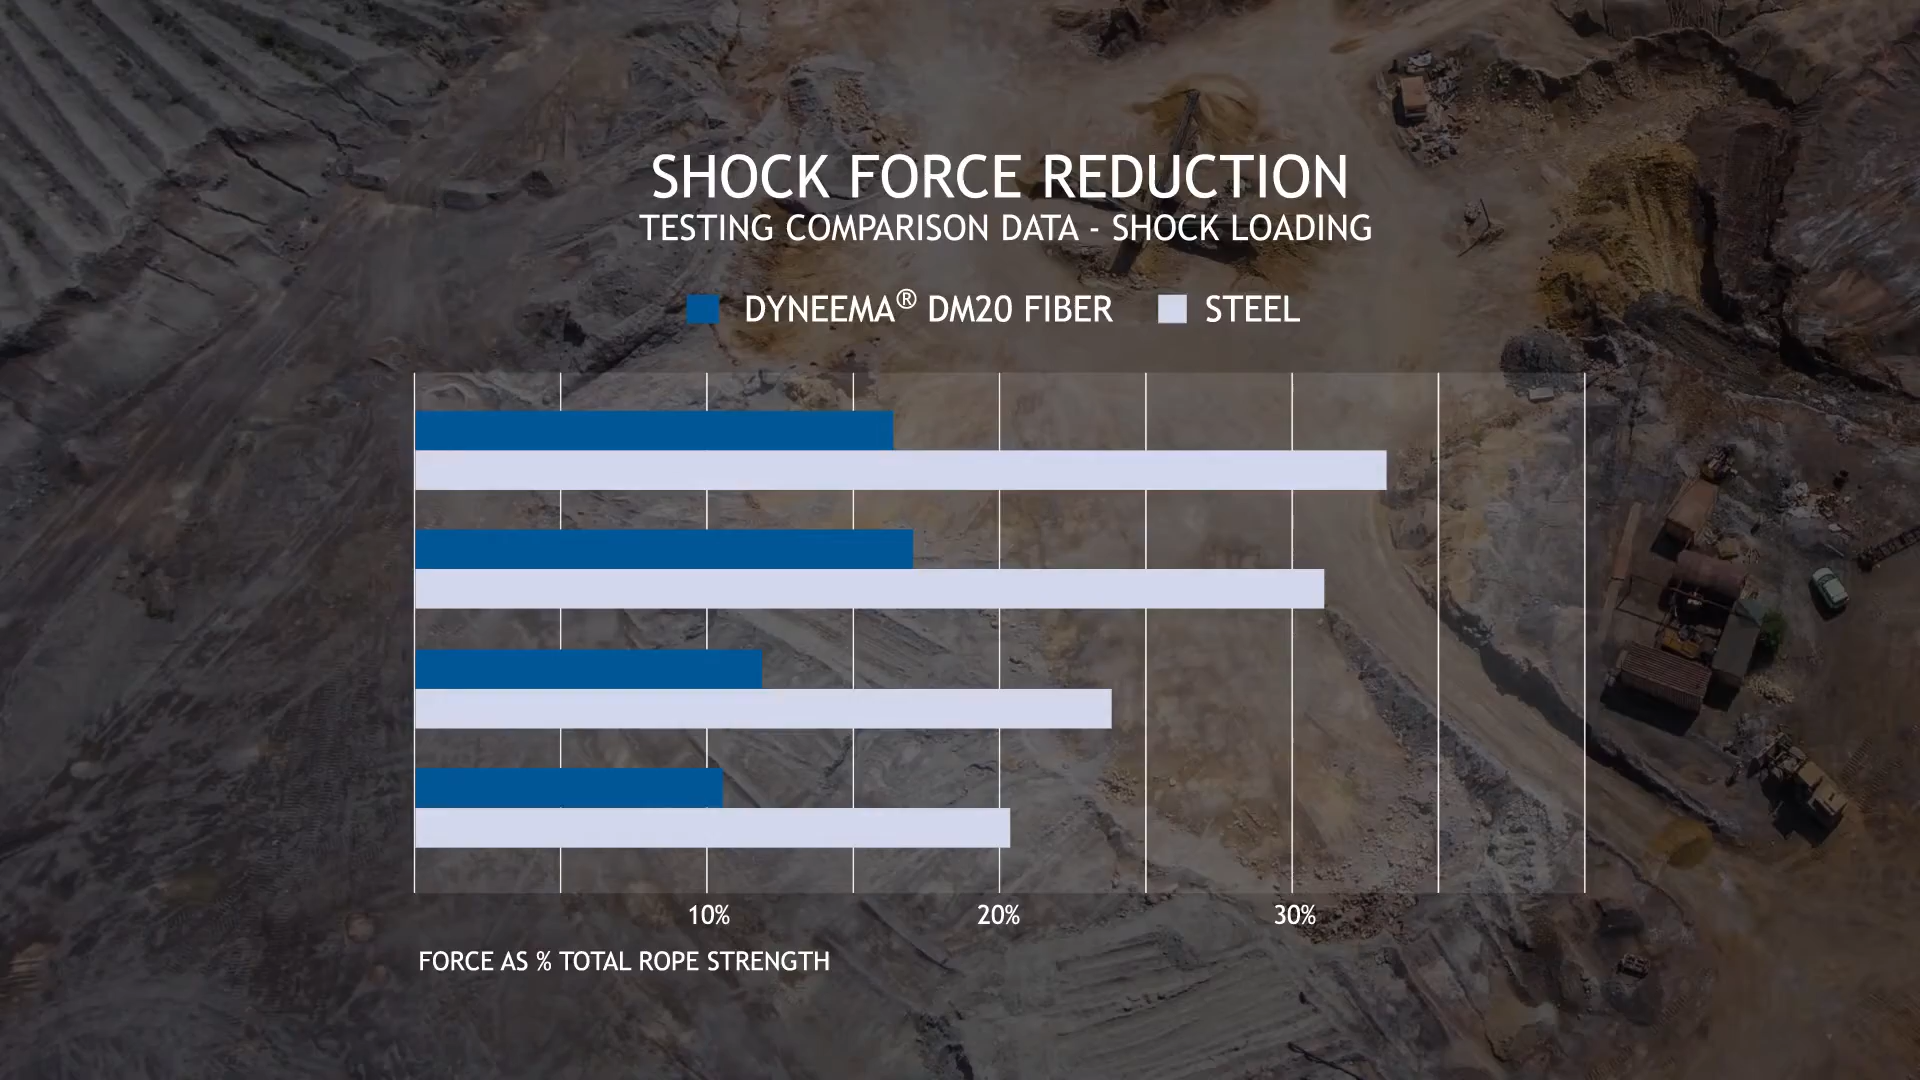 SHOCK FORCE REDUCTION
TESTING COMPARISON DATA - SHOCK LOADING
DYNEEMA® DM20 FIBER STEEL
10% 20% 30%
FORCE AS % TOTAL ROPE STRENGTH